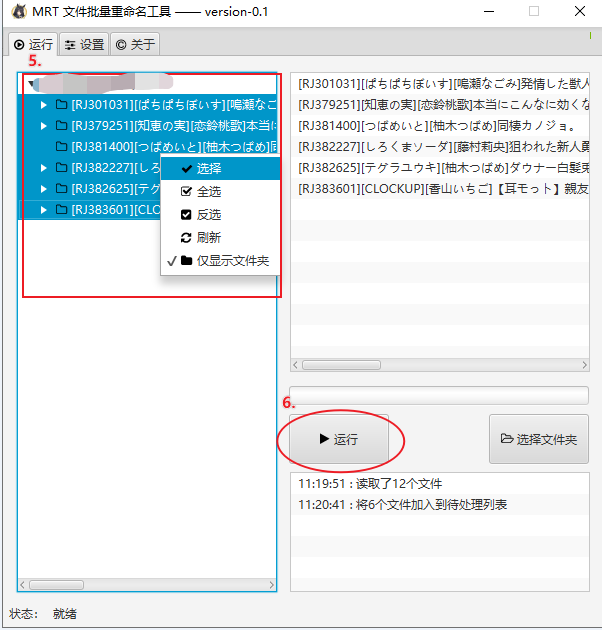 MRT 文件批量重命名工具 —— version-0.1
运行 设置 关于
5.
[RJ301031][ぱちぱちぼいす][鳴瀬なご
[RJ379251][知恵の実][恋鈴桃歌]本当に
[RJ381400][つばめいと][柚木つばめ]同
[RJ382227][しろ
[RJ382625][テグ
[RJ383601][CLO
选择
全选
反选
刷新
仅显示文件夹
[RJ301031][ぱちぱちぼいす][鳴瀬なごみ]発情した獣人
[RJ379251][知恵の実][恋鈴桃歌]本当にこんなに効くな
[RJ381400][つばめいと][柚木つばめ]同棲カノジョ。
[RJ382227][しろくまソーダ][藤村莉央]狙われた新人勇
[RJ382625][テグラユウキ][柚木つばめ]ダウナー白髪兎
[RJ383601][CLOCKUP][香山いちご]【耳もっト】親友
6.
运行
选择文件夹
11:19:51 : 读取了12个文件
11:20:41 : 将6个文件加入到待处理列表
状态： 就绪